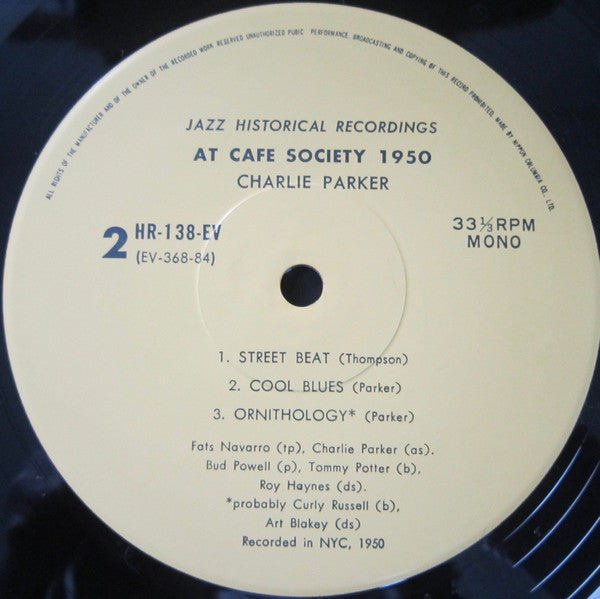 ALL RIGHTS OF THE MANUFACTURER AND OF THE OWNER OF THE RECORDED WORK RESERVED UNAUTHORIZED PUBIC PERFORMANCE, BROADCASTING AND COPYING OF THIS RECORD PROHIBITED. MADE BY NIPPON COLUMBIA CO., LTD.
JAZZ HISTORICAL RECORDINGS
AT CAFE SOCIETY 1950
CHARLIE PARKER
2 HR-138-EV
(EV-368-84)
33⅓RPM
MONO
1. STREET BEAT (Thompson)
2. COOL BLUES (Parker)
3. ORNITHOLOGY* (Parker)
Fats Navarro (tp), Charlie Parker (as).
Bud Powell (p), Tommy Potter (b),
Roy Haynes (ds).
*probably Curly Russell (b),
Art Blakey (ds)
Recorded in NYC, 1950